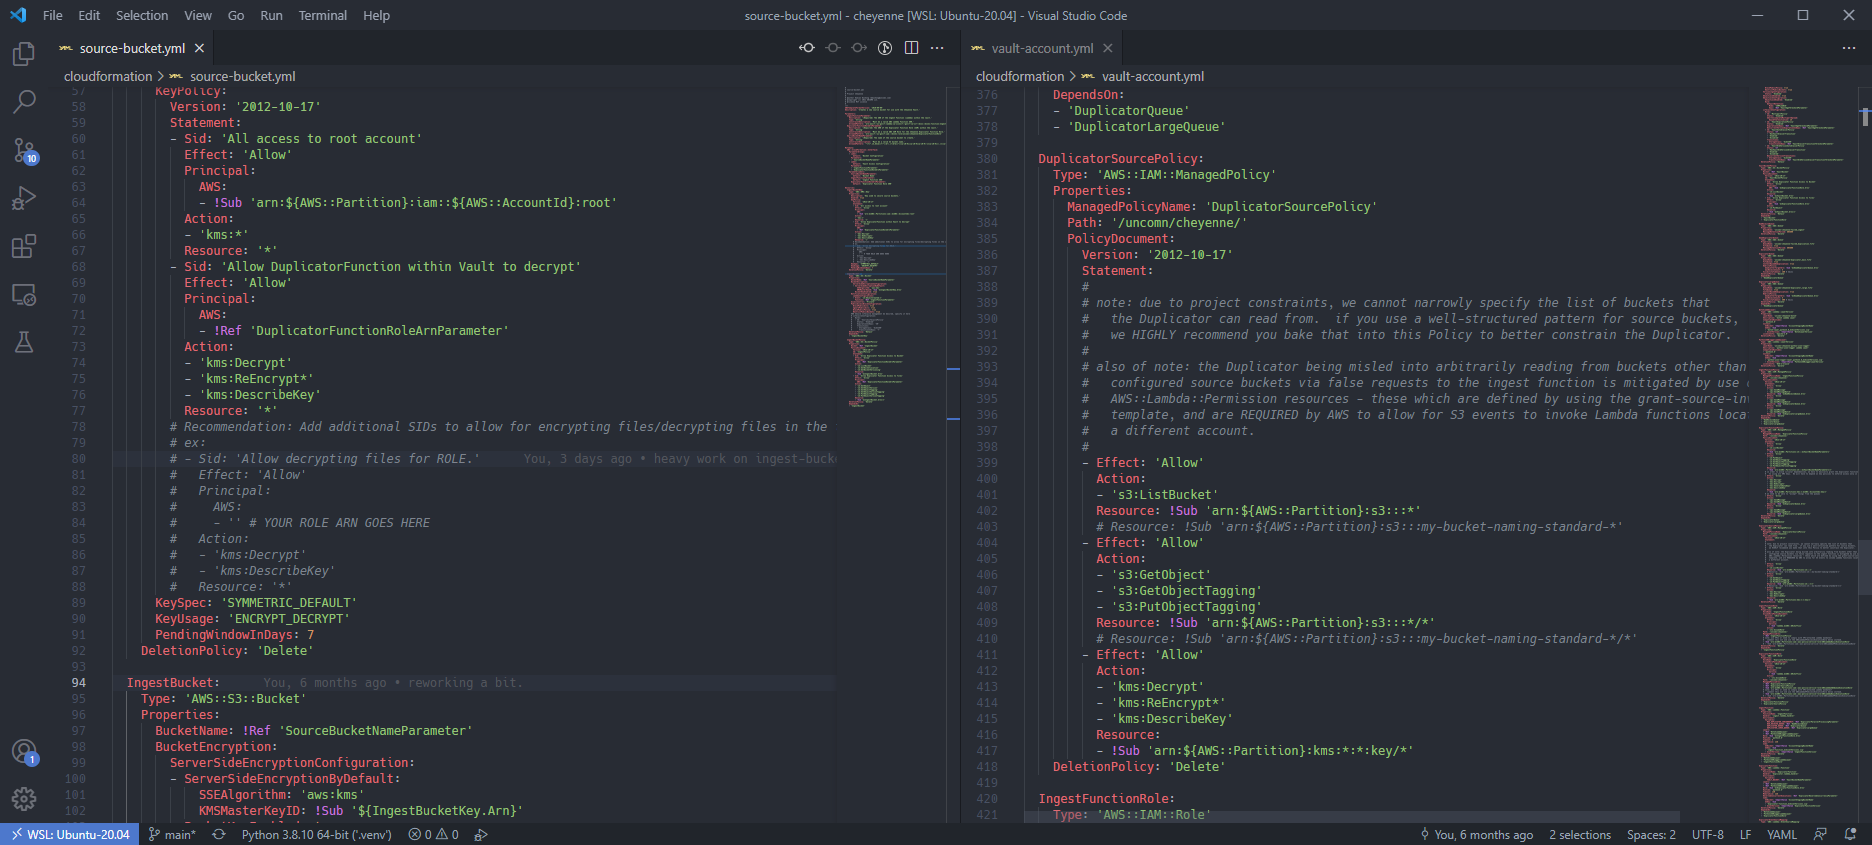 File Edit Selection View Go Run Terminal Help
source-bucket.yml - cheyenne [WSL: Ubuntu-20.04] - Visual Studio Code
source-bucket.yml
cloudformation > source-bucket.yml
57 KeyPolicy:
58 Version: '2012-10-17'
59 Statement:
60 - Sid: 'All access to root account'
61 Effect: 'Allow'
62 Principal:
63 AWS:
64 - !Sub 'arn:${AWS::Partition}:iam::${AWS::AccountId}:root'
65 Action:
66 - 'kms:*'
67 Resource: '*'
68 - Sid: 'Allow DuplicatorFunction within Vault to decrypt'
69 Effect: 'Allow'
70 Principal:
71 AWS:
72 - !Ref 'DuplicatorFunctionRoleArnParameter'
73 Action:
74 - 'kms:Decrypt'
75 - 'kms:ReEncrypt*'
76 - 'kms:DescribeKey'
77 Resource: '*'
78 # Recommendation: Add additional SIDs to allow for encrypting files/decrypting files in the
79 # ex:
80 # - Sid: 'Allow decrypting files for ROLE.' You, 3 days ago • heavy work on ingest-bucke
81 # Effect: 'Allow'
82 # Principal:
83 # AWS:
84 # - '' # YOUR ROLE ARN GOES HERE
85 # Action:
86 # - 'kms:Decrypt'
87 # - 'kms:DescribeKey'
88 # Resource: '*'
89 KeySpec: 'SYMMETRIC_DEFAULT'
90 KeyUsage: 'ENCRYPT_DECRYPT'
91 PendingWindowInDays: 7
92 DeletionPolicy: 'Delete'
93
94 IngestBucket: You, 6 months ago • reworking a bit.
95 Type: 'AWS::S3::Bucket'
96 Properties:
97 BucketName: !Ref 'SourceBucketNameParameter'
98 BucketEncryption:
99 ServerSideEncryptionConfiguration:
100 - ServerSideEncryptionByDefault:
101 SSEAlgorithm: 'aws:kms'
102 KMSMasterKeyID: !Sub '${IngestBucketKey.Arn}'
vault-account.yml
cloudformation > vault-account.yml
376 DependsOn:
377 - 'DuplicatorQueue'
378 - 'DuplicatorLargeQueue'
379
380 DuplicatorSourcePolicy:
381 Type: 'AWS::IAM::ManagedPolicy'
382 Properties:
383 ManagedPolicyName: 'DuplicatorSourcePolicy'
384 Path: '/uncomn/cheyenne/'
385 PolicyDocument:
386 Version: '2012-10-17'
387 Statement:
388 #
389 # note: due to project constraints, we cannot narrowly specify the list of buckets that
390 # the Duplicator can read from. if you use a well-structured pattern for source buckets,
391 # we HIGHLY recommend you bake that into this Policy to better constrain the Duplicator.
392 #
393 # also of note: the Duplicator being misled into arbitrarily reading from buckets other than
394 # configured source buckets via false requests to the ingest function is mitigated by use
395 # AWS::Lambda::Permission resources - these which are defined by using the grant-source-in
396 # template, and are REQUIRED by AWS to allow for S3 events to invoke Lambda functions loca
397 # a different account.
398 #
399 - Effect: 'Allow'
400 Action:
401 - 's3:ListBucket'
402 Resource: !Sub 'arn:${AWS::Partition}:s3:::*'
403 # Resource: !Sub 'arn:${AWS::Partition}:s3:::my-bucket-naming-standard-*'
404 - Effect: 'Allow'
405 Action:
406 - 's3:GetObject'
407 - 's3:GetObjectTagging'
408 - 's3:PutObjectTagging'
409 Resource: !Sub 'arn:${AWS::Partition}:s3:::*/*'
410 # Resource: !Sub 'arn:${AWS::Partition}:s3:::my-bucket-naming-standard-*/*'
411 - Effect: 'Allow'
412 Action:
413 - 'kms:Decrypt'
414 - 'kms:ReEncrypt*'
415 - 'kms:DescribeKey'
416 Resource:
417 - !Sub 'arn:${AWS::Partition}:kms:*:*:key/*'
418 DeletionPolicy: 'Delete'
419
420 IngestFunctionRole:
421 Type: 'AWS::IAM::Role'
10
1
WSL: Ubuntu-20.04 main* Python 3.8.10 64-bit ('.venv') 0 0 You, 6 months ago 2 selections Spaces: 2 UTF-8 LF YAML